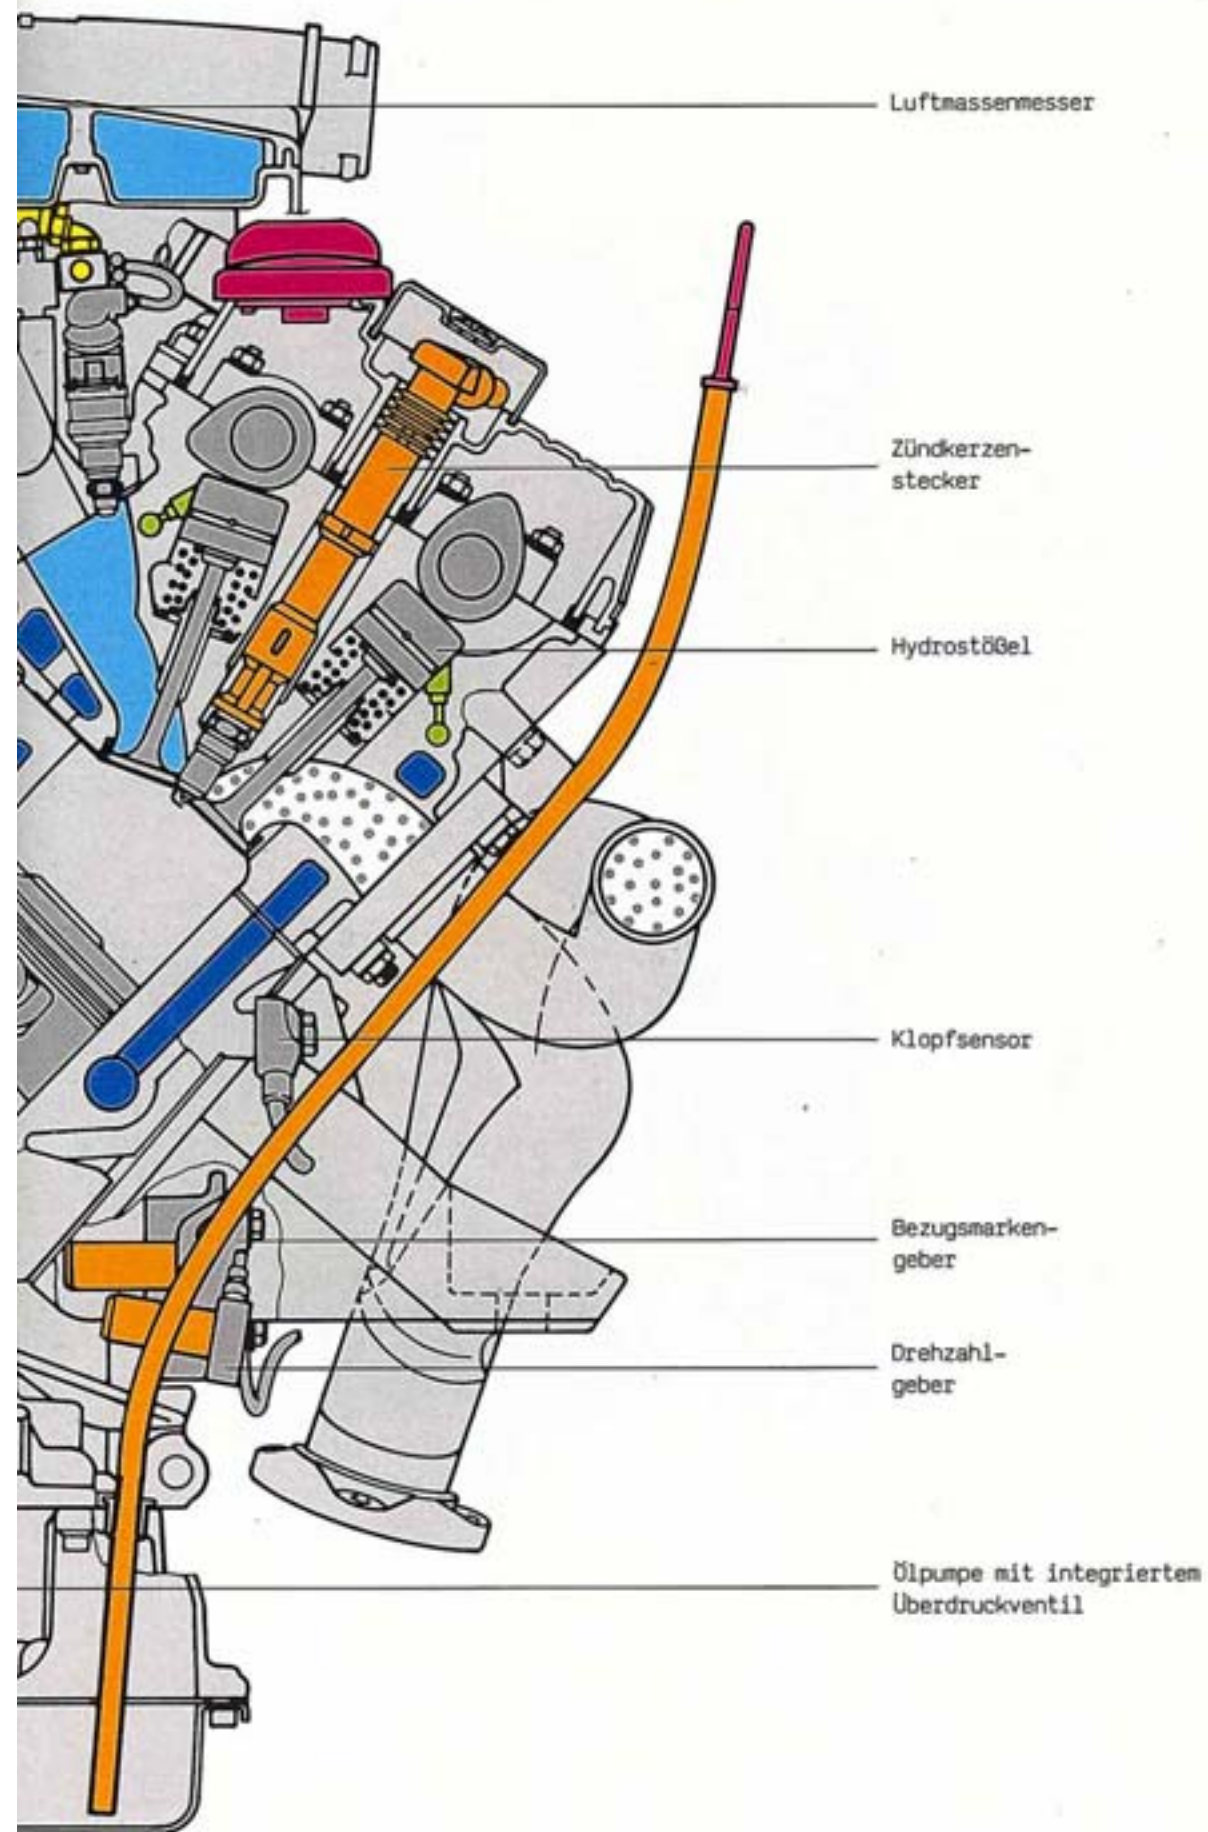 Luftmassenmesser
Zündkerzen-
stecker
Hydrostößel
Klopfsensor
Bezugsmarken-
geber
Drehzahl-
geber
Ölpumpe mit integriertem
Überdruckventil